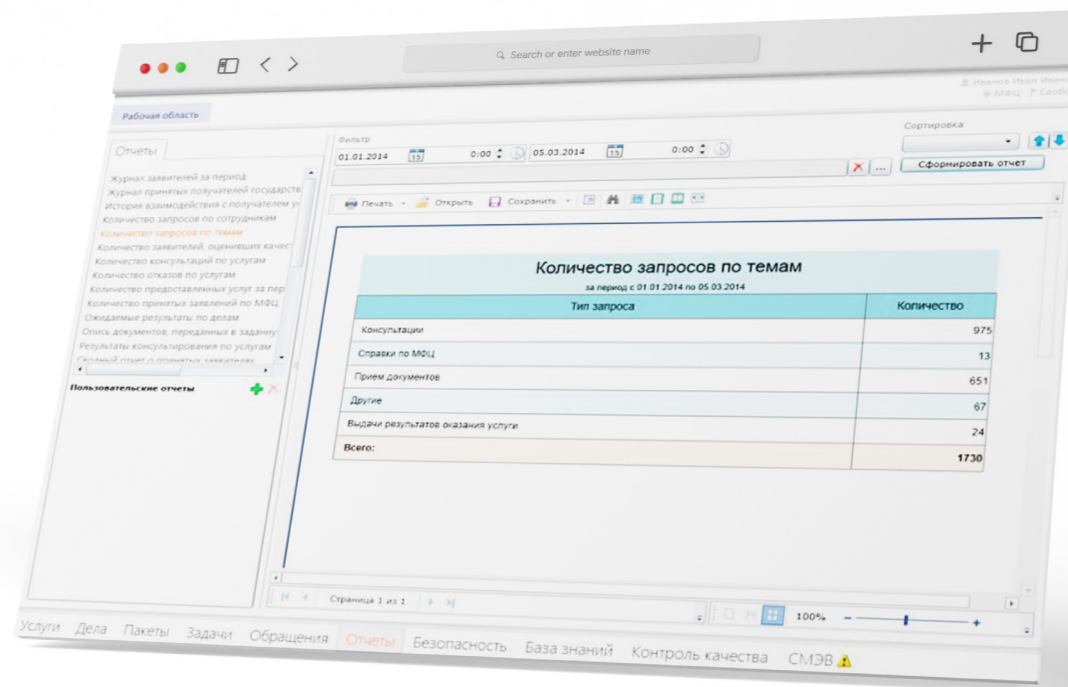 Search or enter website name
Иванов Иван Иван
МФЦ
Рабочая область
Отчеты
Журнал заявителей за период
Журнал принятых получателей государств
История взаимодействия с получателем у
Количество запросов по сотрудникам
Количество запросов по темам
Количество заявителей, оценивших качест
Количество консультаций по услугам
Количество отказов по услугам
Количество предоставленных услуг за пер
Количество принятых заявлений по МФЦ
Ожидаемые результаты по делам
Опись документов, переданных в заданну
Результаты консультирования по услугам
Сводный отчет о принятых заявителях
Пользовательские отчеты
Фильтр
01.01.2014 15 0:00 05.03.2014 15 0:00
Сортировка
...
Сформировать отчет
Печать Открыть Сохранить
Количество запросов по темам
за период с 01.01.2014 по 05.03.2014
Тип запроса Количество
Консультации 975
Справки по МФЦ 13
Прием документов 651
Другие 67
Выдачи результатов оказания услуги 24
Всего: 1730
Страница 1 из 1
100%
Услуги Дела Пакеты Задачи Обращения Отчеты Безопасность База знаний Контроль качества СМЭВ